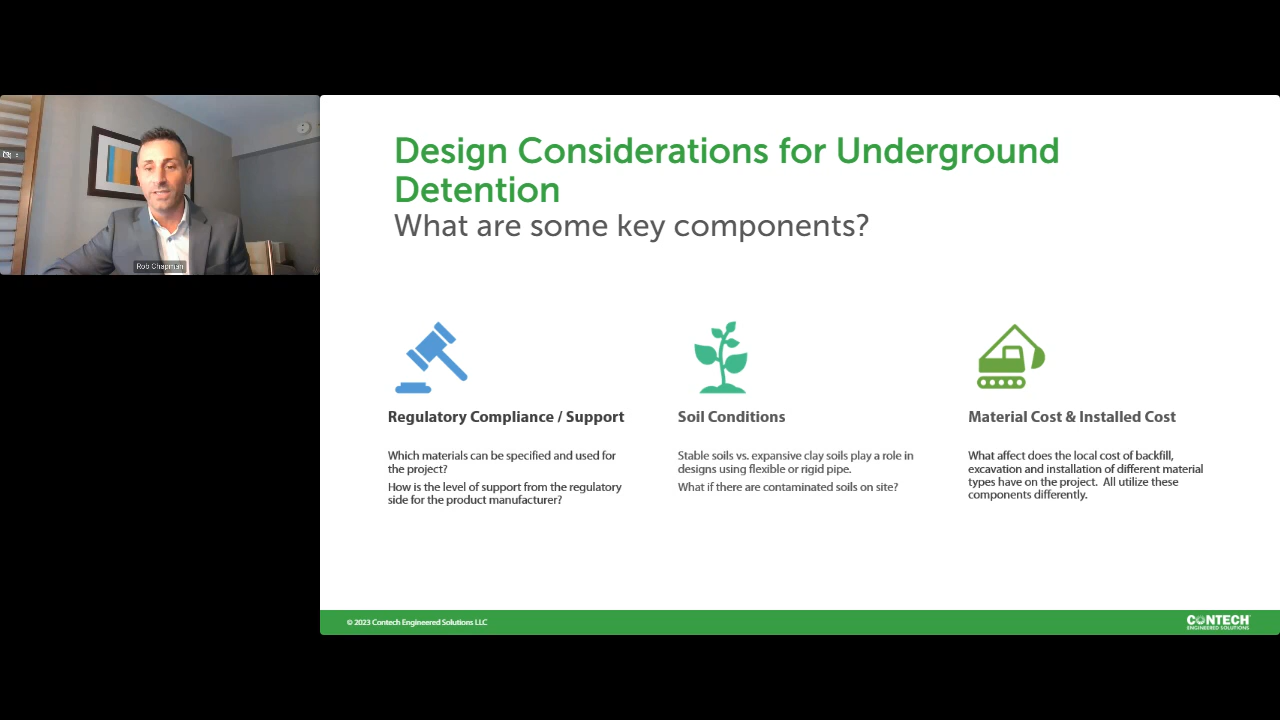 Design Considerations for Underground
Detention
What are some key components?
Rob Chapman
Regulatory Compliance / Support
Which materials can be specified and used for
the project?
How is the level of support from the regulatory
side for the product manufacturer?
Soil Conditions
Stable soils vs. expansive clay soils play a role in
designs using flexible or rigid pipe.
What if there are contaminated soils on site?
Material Cost & Installed Cost
What affect does the local cost of backfill,
excavation and installation of different material
types have on the project.  All utilize these
components differently.
© 2023 Contech Engineered Solutions LLC
CONTECH
ENGINEERED SOLUTIONS